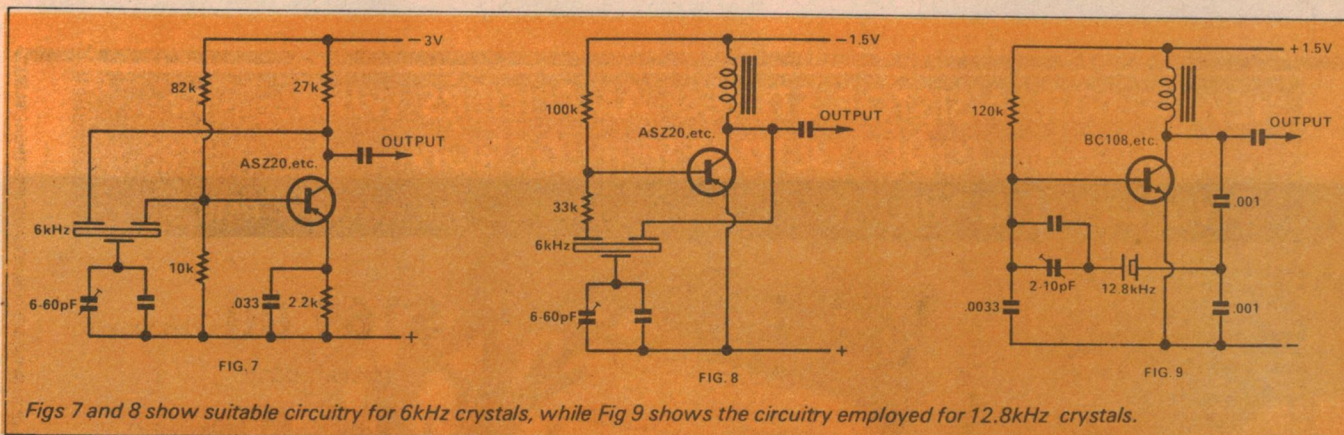 −3V
82k
27k
OUTPUT
ASZ20,etc.
6kHz
10k
6-60pF
.033
2.2k
+
FIG. 7
−1.5V
100k
OUTPUT
ASZ20,etc.
33k
6kHz
6-60pF
+
FIG. 8
+1.5V
120k
OUTPUT
BC108,etc.
.001
2-10pF
12.8kHz
.0033
.001
−
FIG. 9
Figs 7 and 8 show suitable circuitry for 6kHz crystals, while Fig 9 shows the circuitry employed for 12.8kHz crystals.